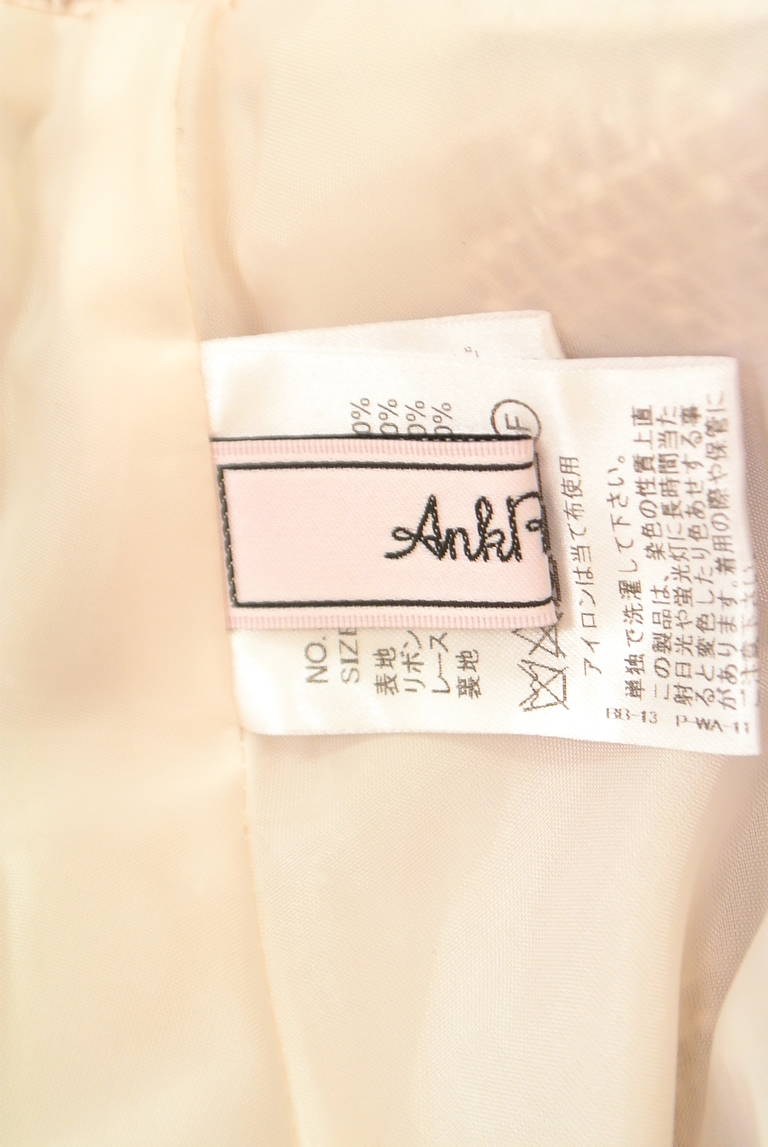 AnkR
NO.
SIZE
表地
リボン
レース
裏地
0%
0%
0%
0%
F
アイロンは当て布使用
単独で洗濯して下さい。
この製品は、染色の性質上直
射日光や蛍光灯に長時間当た
ると変色したり色あせする事
があります。着用の際や保管に
BB-13